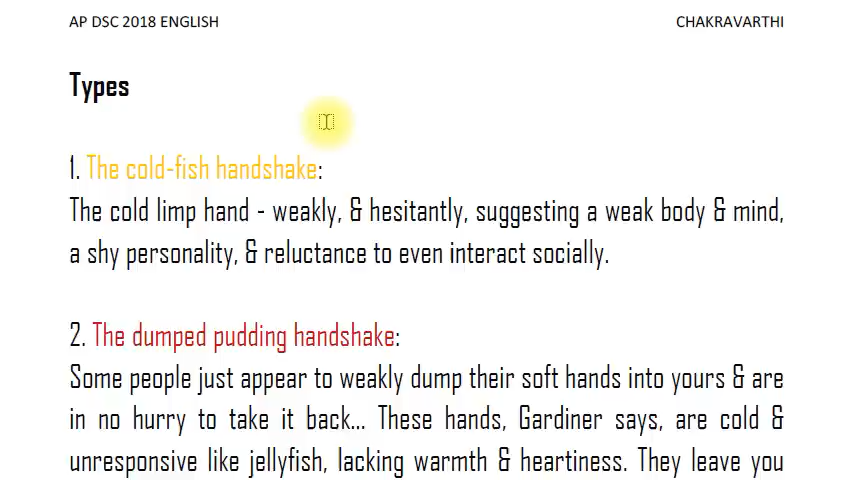 AP DSC 2018 ENGLISH CHAKRAVARTHI
Types
1. The cold-fish handshake:
The cold limp hand - weakly, & hesitantly, suggesting a weak body & mind,
a shy personality, & reluctance to even interact socially.
2. The dumped pudding handshake:
Some people just appear to weakly dump their soft hands into yours & are
in no hurry to take it back... These hands, Gardiner says, are cold &
unresponsive like jellyfish, lacking warmth & heartiness. They leave you